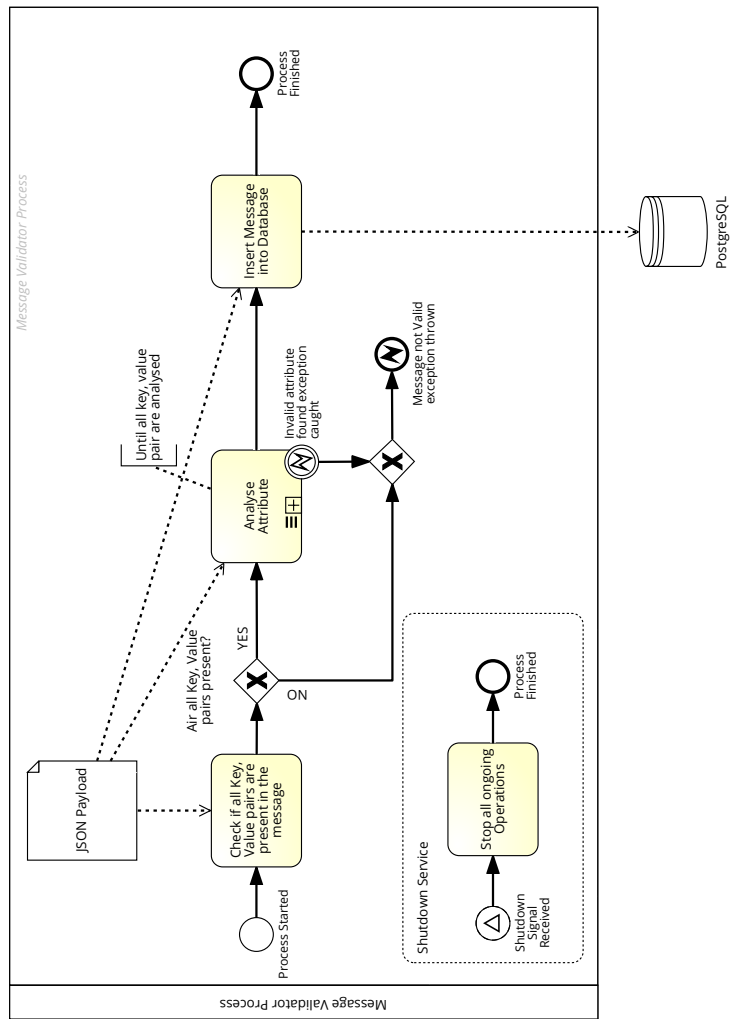 Message Validator Process
Message Validator Process
JSON Payload
Process Started
Check if all Key,
Value pairs are
present in the
message
Air all Key, Value
pairs present?
YES
ON
Analyse
Attribute
Until all key, value
pair are analysed
Invalid attribute
found exception
caught
Message not Valid
exception thrown
Insert Message
into Database
Process
Finished
PostgreSQL
Shutdown Service
Shutdown
Signal
Received
Stop all ongoing
Operations
Process
Finished